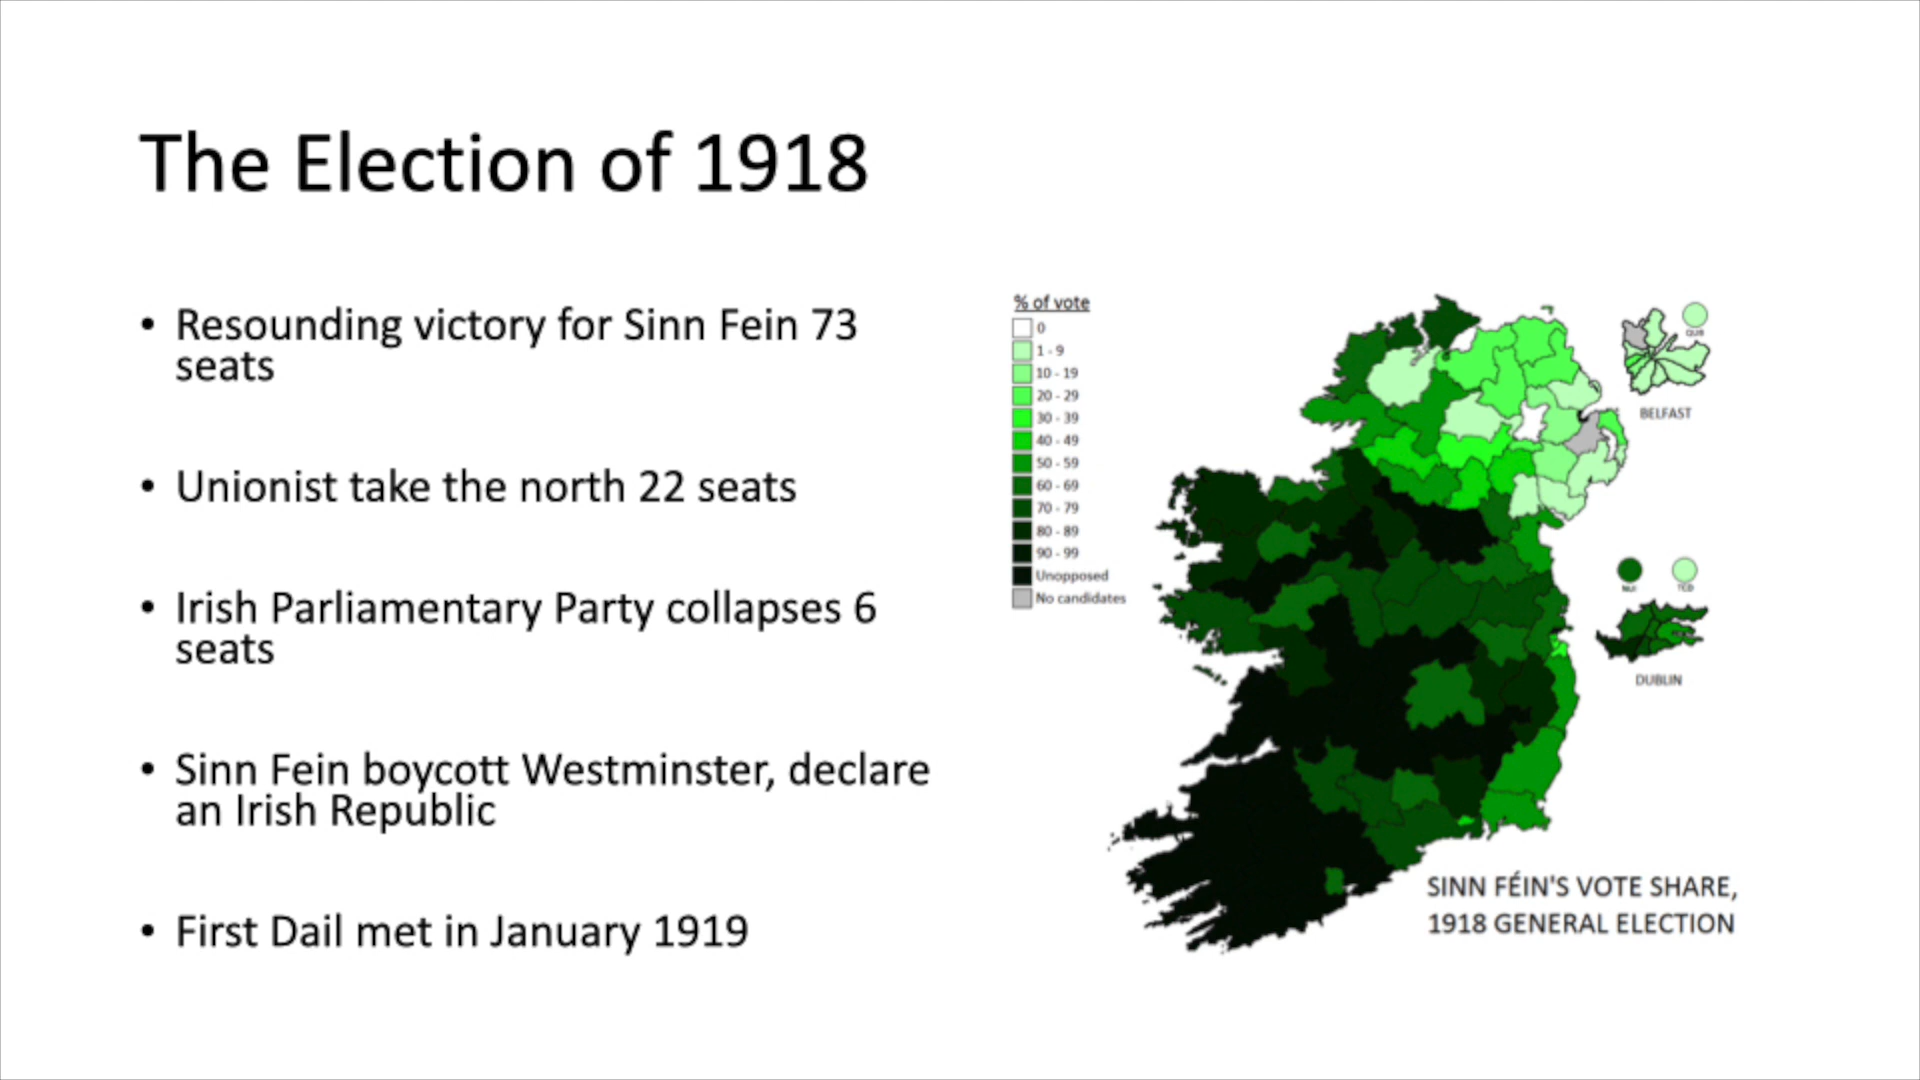 The Election of 1918
• Resounding victory for Sinn Fein 73
seats
• Unionist take the north 22 seats
• Irish Parliamentary Party collapses 6
seats
• Sinn Fein boycott Westminster, declare
an Irish Republic
• First Dail met in January 1919
% of vote
0
1 - 9
10 - 19
20 - 29
30 - 39
40 - 49
50 - 59
60 - 69
70 - 79
80 - 89
90 - 99
Unopposed
No candidates
QUB
BELFAST
NUI TCD
DUBLIN
SINN FÉIN'S VOTE SHARE,
1918 GENERAL ELECTION